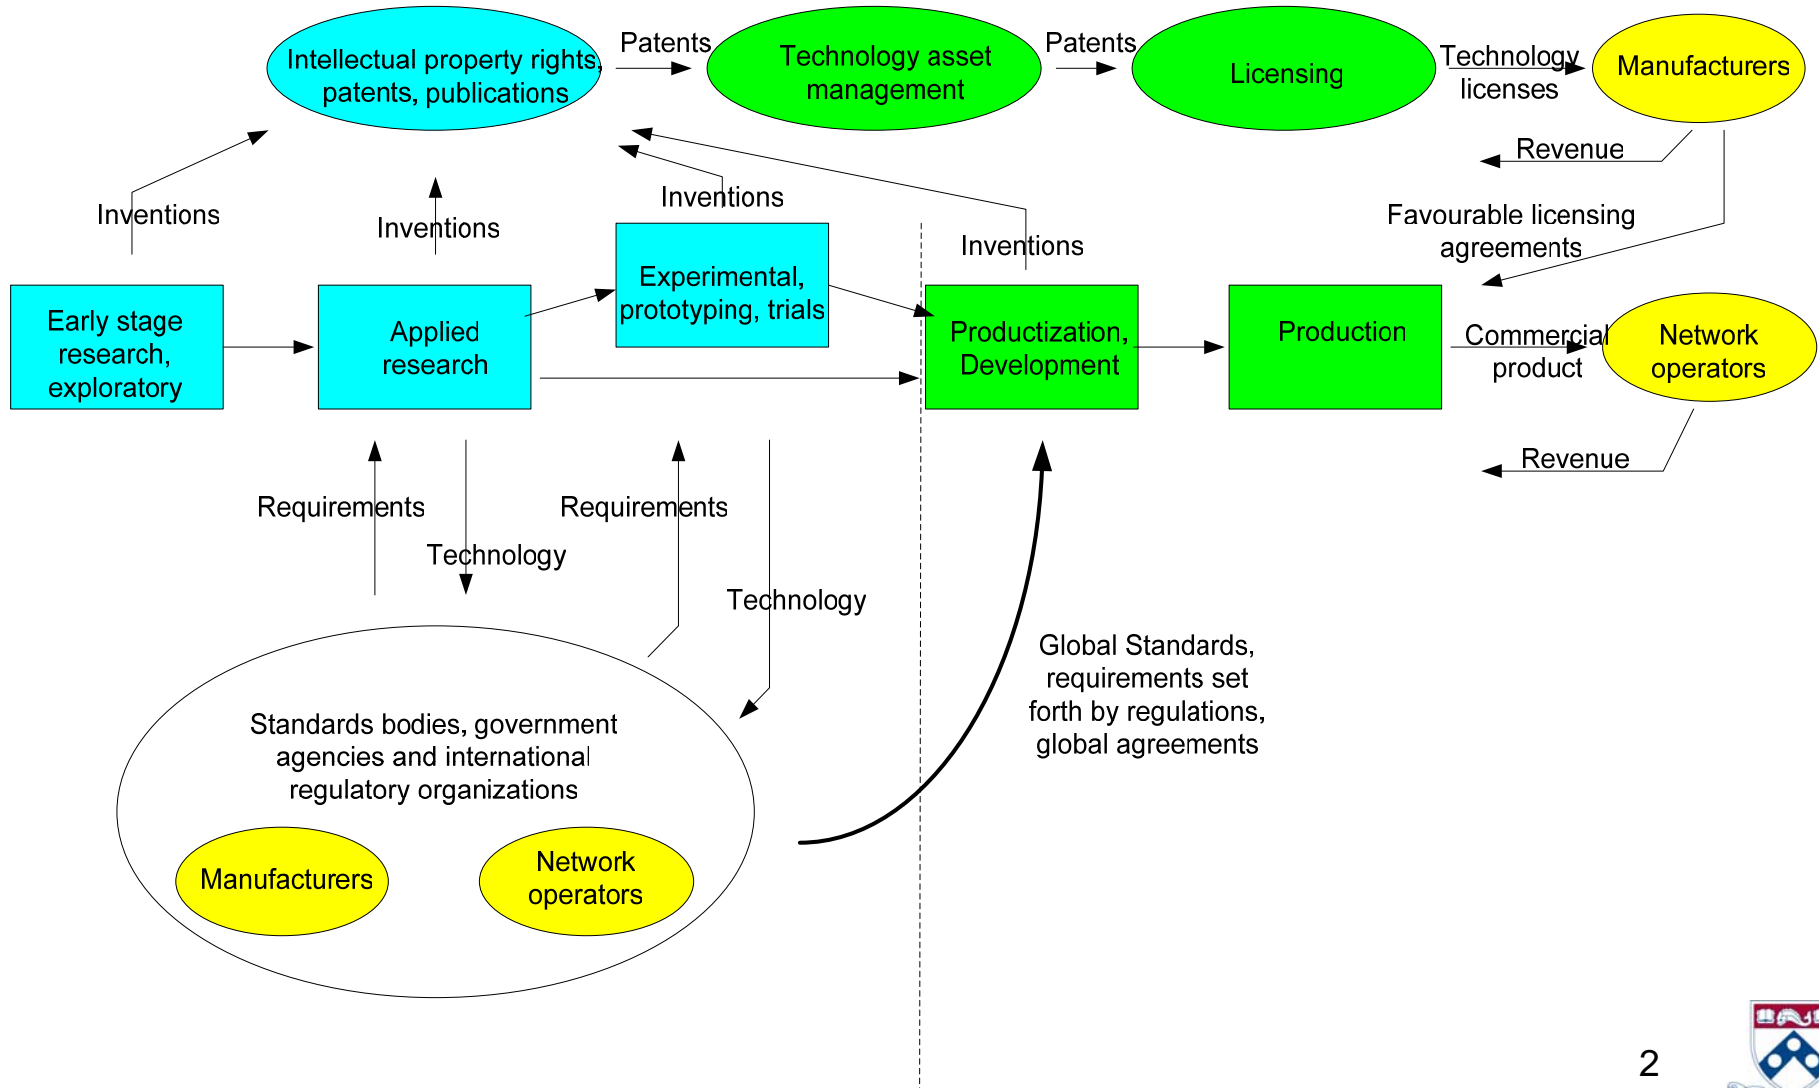 Intellectual property rights,
patents, publications
Patents
Technology asset
management
Patents
Licensing
Technology
licenses
Manufacturers
Revenue
Inventions
Inventions
Inventions
Inventions
Favourable licensing
agreements
Early stage
research,
exploratory
Applied
research
Experimental,
prototyping, trials
Productization,
Development
Production
Commercial
product
Network
operators
Revenue
Requirements
Technology
Requirements
Technology
Global Standards,
requirements set
forth by regulations,
global agreements
Standards bodies, government
agencies and international
regulatory organizations
Manufacturers
Network
operators
2